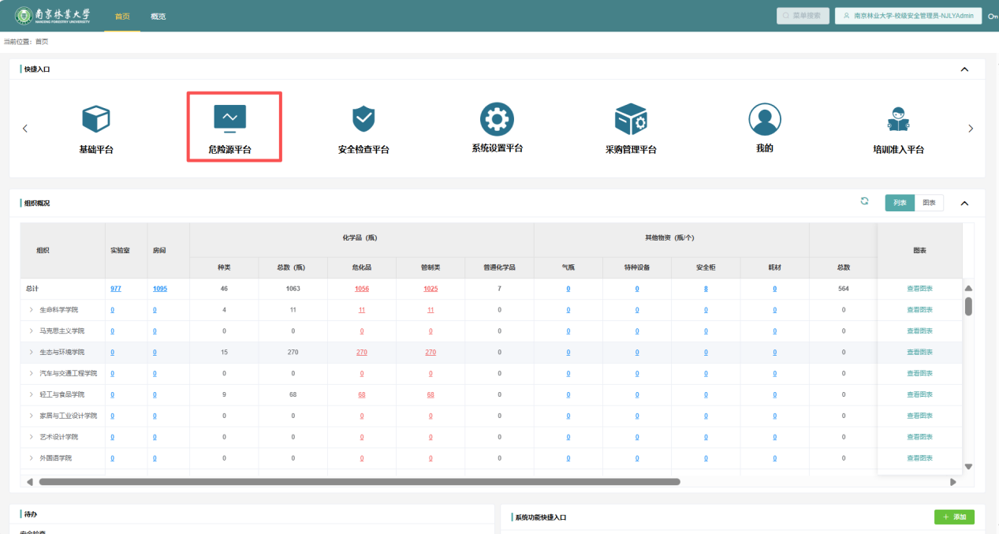 南京林业大学 首页 概览 菜单搜索 南京林业大学-校级安全管理员-NJLYAdmin
NANJING FORESTRY UNIVERSITY
当前位置：首页
快捷入口
基础平台 危险源平台 安全检查平台 系统设置平台 采购管理平台 我的 培训准入平台
组织概况 列表 图表
组织 实验室 房间 化学品（瓶） 其他物资（瓶/个） 图表
种类 总数（瓶） 危化品 管制类 普通化学品 气瓶 特种设备 安全柜 耗材 总数
总计 977 1095 46 1063 1056 1025 7 0 0 8 0 564 查看图表
生命科学学院 0 0 4 11 11 11 0 0 0 0 0 0 查看图表
马克思主义学院 0 0 0 0 0 0 0 0 0 0 0 0 查看图表
生态与环境学院 0 0 15 270 270 270 0 0 0 0 0 0 查看图表
汽车与交通工程学院 0 0 0 0 0 0 0 0 0 0 0 0 查看图表
轻工与食品学院 0 0 9 68 68 68 0 0 0 0 0 0 查看图表
家居与工业设计学院 0 0 0 0 0 0 0 0 0 0 0 0 查看图表
艺术设计学院 0 0 0 0 0 0 0 0 0 0 0 0 查看图表
外国语学院 0 0 0 0 0 0 0 0 0 0 0 0 查看图表
待办 系统功能快捷入口 + 添加
安全检查